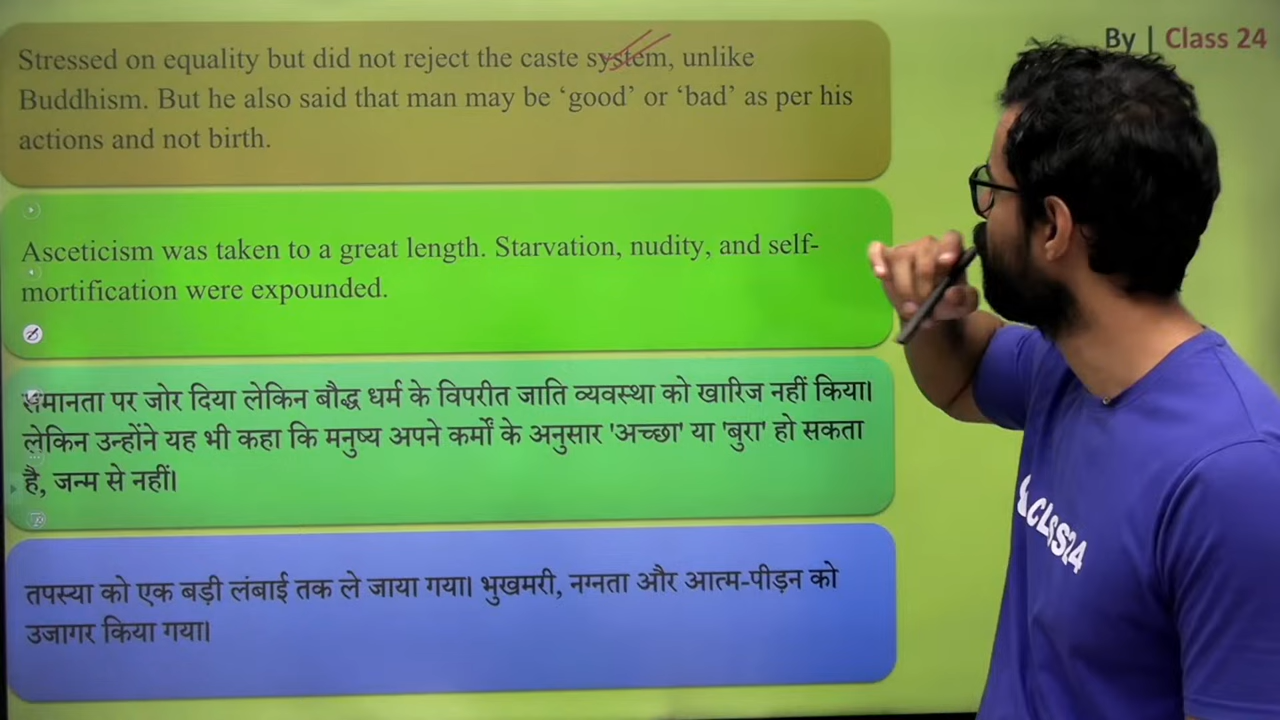 By | Class 24
Stressed on equality but did not reject the caste system, unlike
Buddhism. But he also said that man may be ‘good’ or ‘bad’ as per his
actions and not birth.
Asceticism was taken to a great length. Starvation, nudity, and self-
mortification were expounded.
समानता पर जोर दिया लेकिन बौद्ध धर्म के विपरीत जाति व्यवस्था को खारिज नहीं किया।
लेकिन उन्होंने यह भी कहा कि मनुष्य अपने कर्मों के अनुसार 'अच्छा' या 'बुरा' हो सकता
है, जन्म से नहीं।
तपस्या को एक बड़ी लंबाई तक ले जाया गया। भुखमरी, नग्नता और आत्म-पीड़न को
उजागर किया गया।
CLASS24